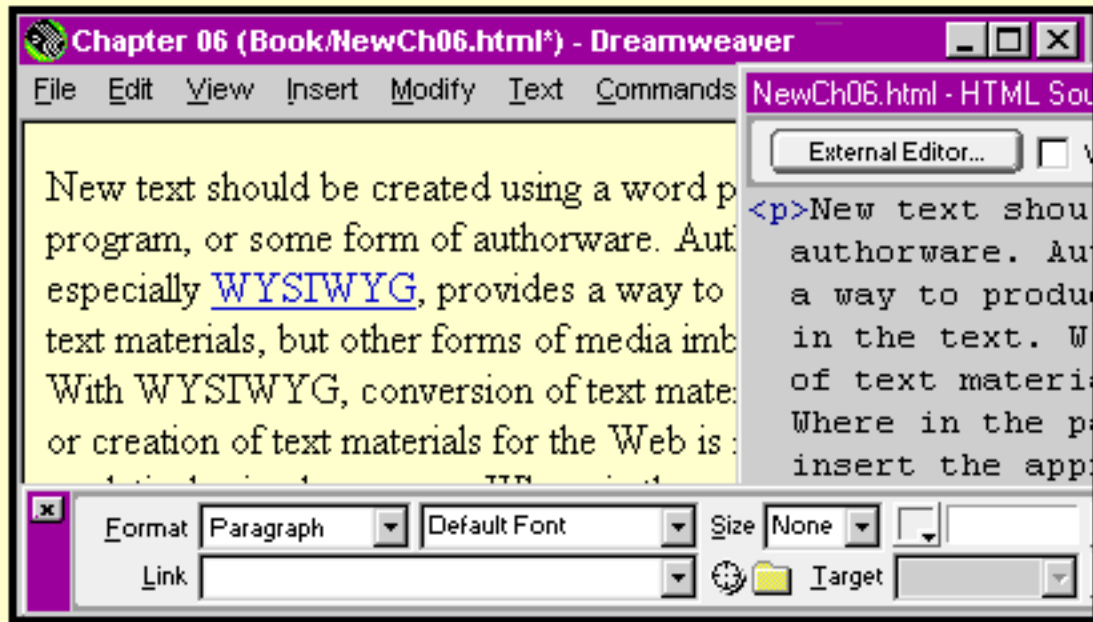 Chapter 06 (Book/NewCh06.html*) - Dreamweaver
File Edit View Insert Modify Text Commands
NewCh06.html - HTML Sou
External Editor...
New text should be created using a word p
program, or some form of authorware. Aut
especially WYSIWYG, provides a way to
text materials, but other forms of media imb
With WYSIWYG, conversion of text mate
or creation of text materials for the Web is
<p>New text shou
authorware. Au
a way to produ
in the text. W
of text materia
Where in the pa
insert the app
Format Paragraph Default Font Size None
Link Target